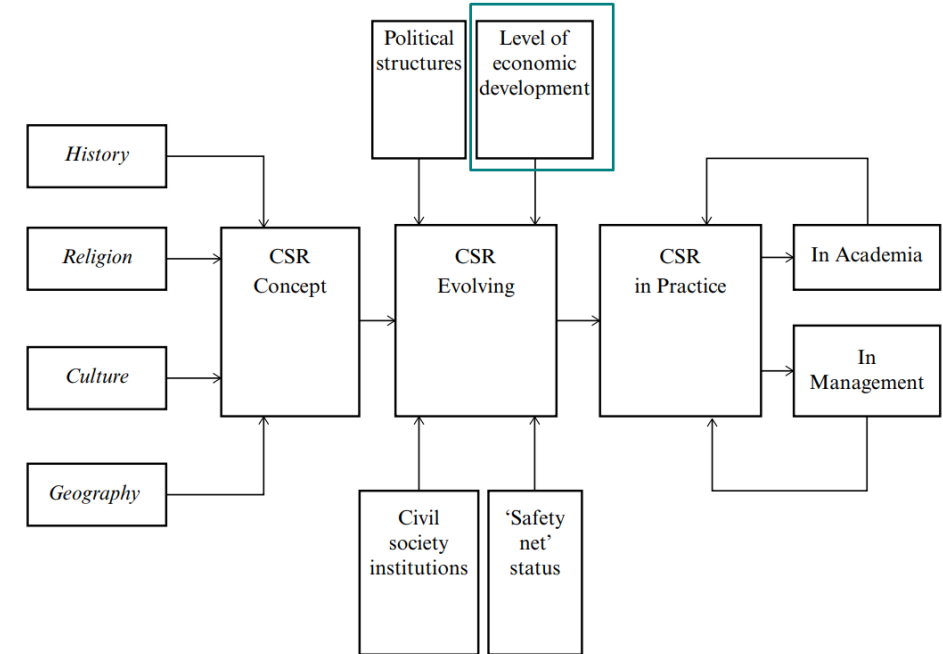 Political
structures
Level of
economic
development
History
Religion
Culture
Geography
CSR
Concept
CSR
Evolving
CSR
in Practice
In Academia
In
Management
Civil
society
institutions
‘Safety
net’
status